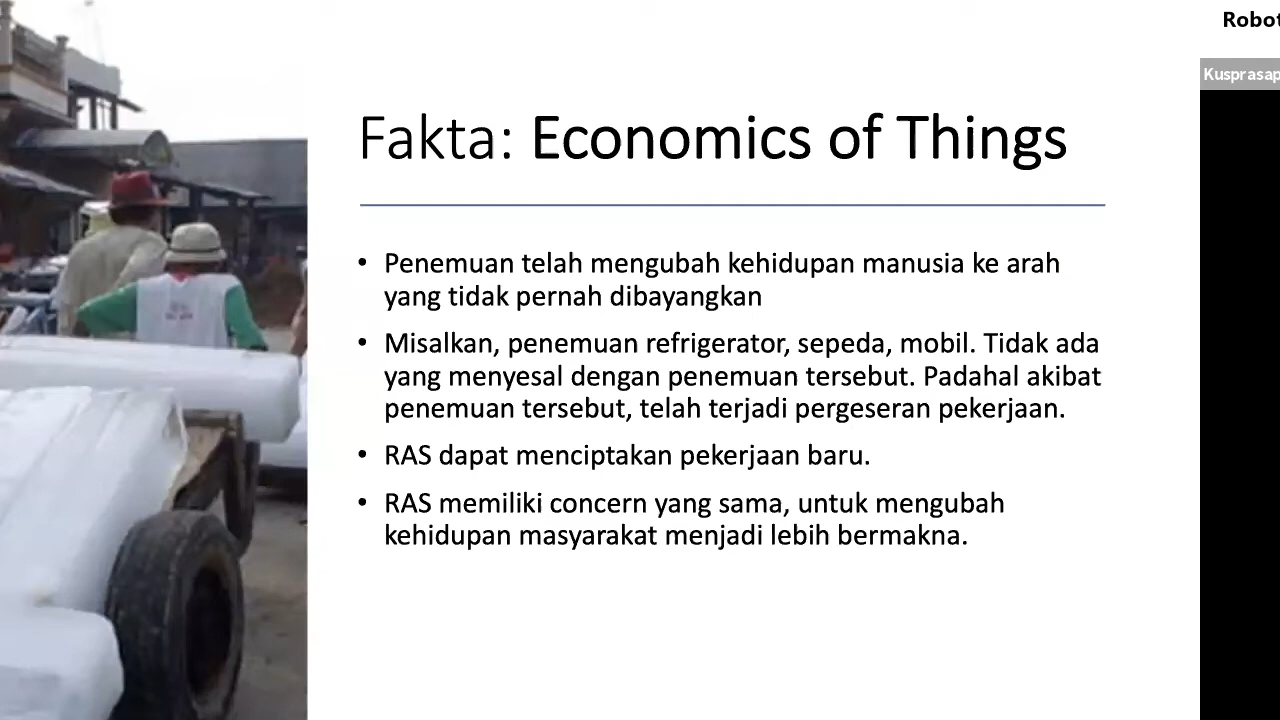 Fakta: Economics of Things
• Penemuan telah mengubah kehidupan manusia ke arah
yang tidak pernah dibayangkan
• Misalkan, penemuan refrigerator, sepeda, mobil. Tidak ada
yang menyesal dengan penemuan tersebut. Padahal akibat
penemuan tersebut, telah terjadi pergeseran pekerjaan.
• RAS dapat menciptakan pekerjaan baru.
• RAS memiliki concern yang sama, untuk mengubah
kehidupan masyarakat menjadi lebih bermakna.
Robot
Kusprasap